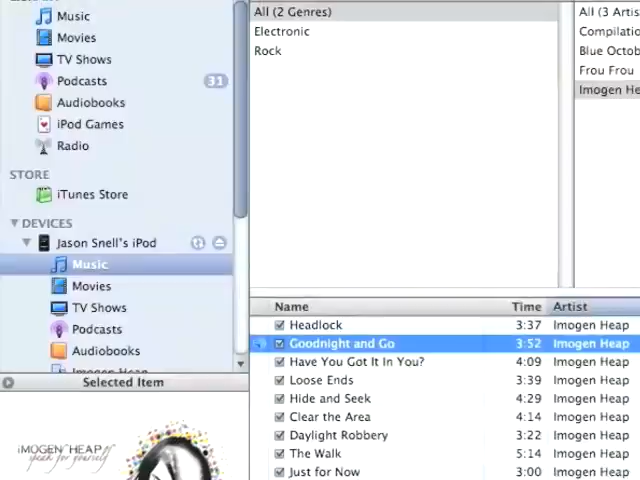 Music
Movies
TV Shows
Podcasts 31
Audiobooks
iPod Games
Radio
STORE
iTunes Store
DEVICES
Jason Snell's iPod
Music
Movies
TV Shows
Podcasts
Audiobooks
Imogen Heap
Selected Item
iMOGEN HEAP
speak for yourself
All (2 Genres)
Electronic
Rock
All (3 Artis
Compilatio
Blue Octob
Frou Frou
Imogen He
Name Time Artist
Headlock 3:37 Imogen Heap
Goodnight and Go 3:52 Imogen Heap
Have You Got It In You? 4:09 Imogen Heap
Loose Ends 3:39 Imogen Heap
Hide and Seek 4:29 Imogen Heap
Clear the Area 4:14 Imogen Heap
Daylight Robbery 3:22 Imogen Heap
The Walk 5:14 Imogen Heap
Just for Now 3:00 Imogen Heap